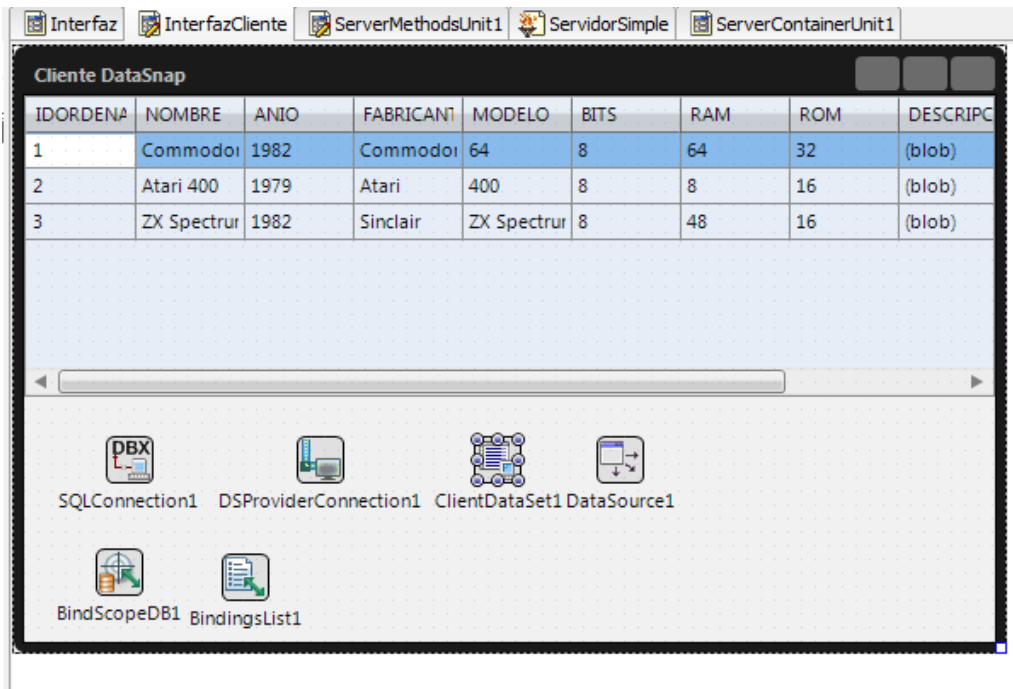 Interfaz InterfazCliente ServerMethodsUnit1 ServidorSimple ServerContainerUnit1
Cliente DataSnap
IDORDENA NOMBRE ANIO FABRICANT MODELO BITS RAM ROM DESCRIPC
1 Commodor 1982 Commodor 64 8 64 32 (blob)
2 Atari 400 1979 Atari 400 8 8 16 (blob)
3 ZX Spectrur 1982 Sinclair ZX Spectrur 8 48 16 (blob)
DBX
SQLConnection1 DSProviderConnection1 ClientDataSet1 DataSource1
BindScopeDB1 BindingsList1